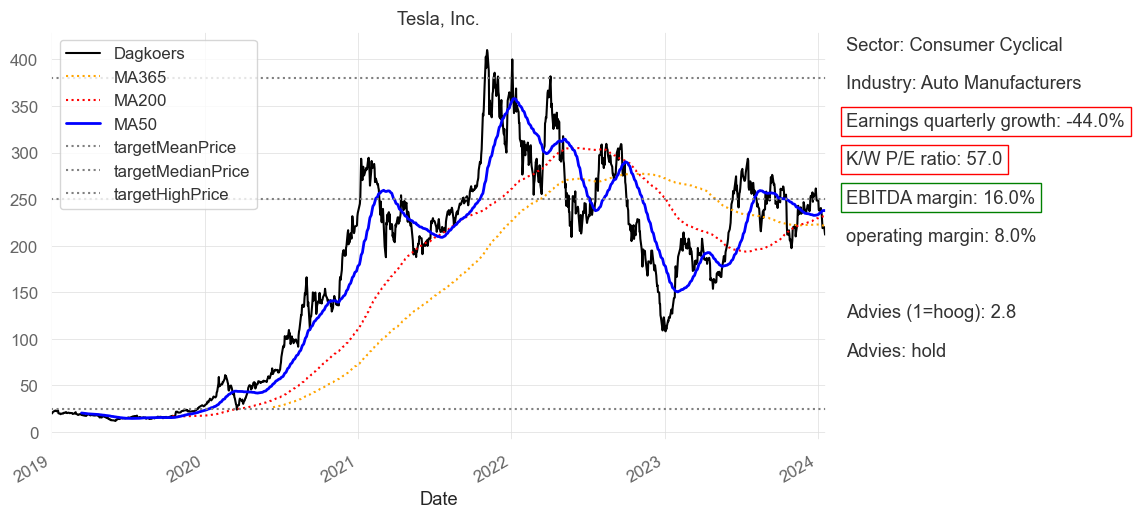 Tesla, Inc.
400
350
300
250
200
150
100
50
0
Dagkoers
MA365
MA200
MA50
targetMeanPrice
targetMedianPrice
targetHighPrice
2019
2020
2021
2022
2023
2024
Date
Sector: Consumer Cyclical
Industry: Auto Manufacturers
Earnings quarterly growth: -44.0%
K/W P/E ratio: 57.0
EBITDA margin: 16.0%
operating margin: 8.0%
Advies (1=hoog): 2.8
Advies: hold